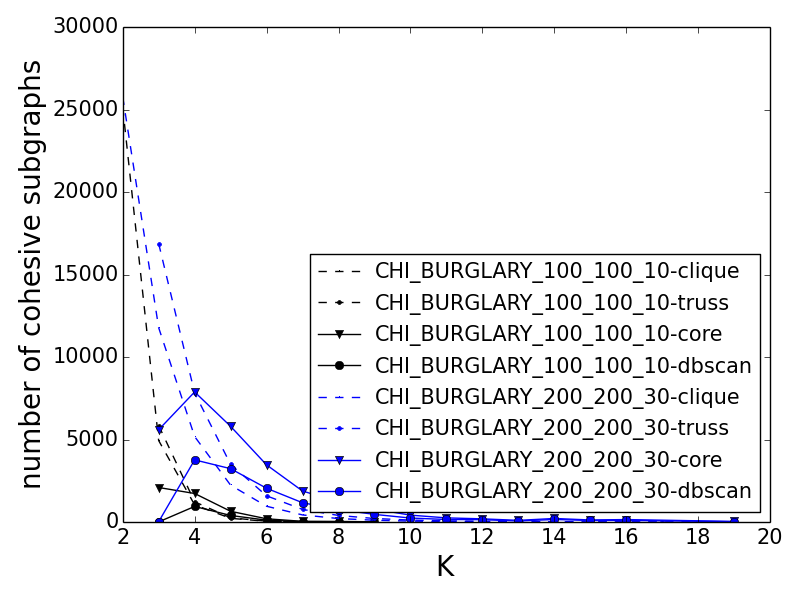 30000
25000
20000
15000
10000
5000
0
number of cohesive subgraphs
CHI_BURGLARY_100_100_10-clique
CHI_BURGLARY_100_100_10-truss
CHI_BURGLARY_100_100_10-core
CHI_BURGLARY_100_100_10-dbscan
CHI_BURGLARY_200_200_30-clique
CHI_BURGLARY_200_200_30-truss
CHI_BURGLARY_200_200_30-core
CHI_BURGLARY_200_200_30-dbscan
2 4 6 8 10 12 14 16 18 20
K